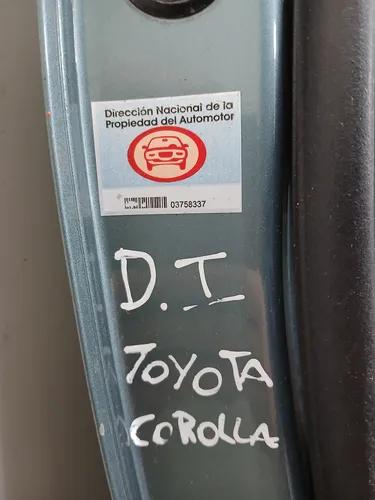 Dirección Nacional de la
Propiedad del Automotor
03758337
D.I
TOYOTA
COROLLA